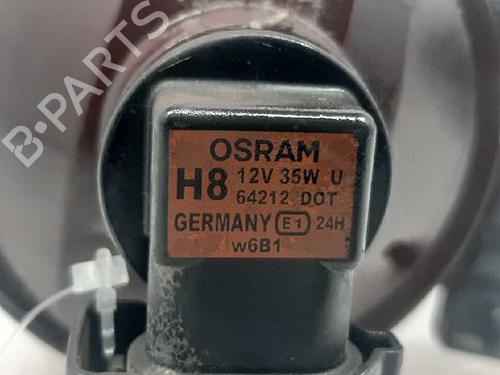 B-PARTS
OSRAM
H8 12V 35W U
64212 DOT
GERMANY E1 24H
w6B1